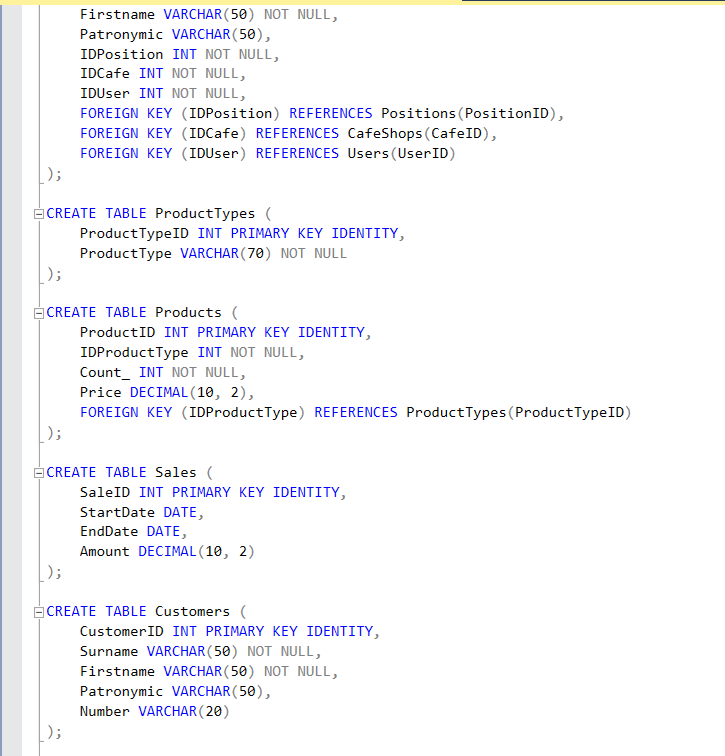 Firstname VARCHAR(50) NOT NULL,
Patronymic VARCHAR(50),
IDPosition INT NOT NULL,
IDCafe INT NOT NULL,
IDUser INT NOT NULL,
FOREIGN KEY (IDPosition) REFERENCES Positions(PositionID),
FOREIGN KEY (IDCafe) REFERENCES CafeShops(CafeID),
FOREIGN KEY (IDUser) REFERENCES Users(UserID)
);
CREATE TABLE ProductTypes (
ProductTypeID INT PRIMARY KEY IDENTITY,
ProductType VARCHAR(70) NOT NULL
);
CREATE TABLE Products (
ProductID INT PRIMARY KEY IDENTITY,
IDProductType INT NOT NULL,
Count_ INT NOT NULL,
Price DECIMAL(10, 2),
FOREIGN KEY (IDProductType) REFERENCES ProductTypes(ProductTypeID)
);
CREATE TABLE Sales (
SaleID INT PRIMARY KEY IDENTITY,
StartDate DATE,
EndDate DATE,
Amount DECIMAL(10, 2)
);
CREATE TABLE Customers (
CustomerID INT PRIMARY KEY IDENTITY,
Surname VARCHAR(50) NOT NULL,
Firstname VARCHAR(50) NOT NULL,
Patronymic VARCHAR(50),
Number VARCHAR(20)
);